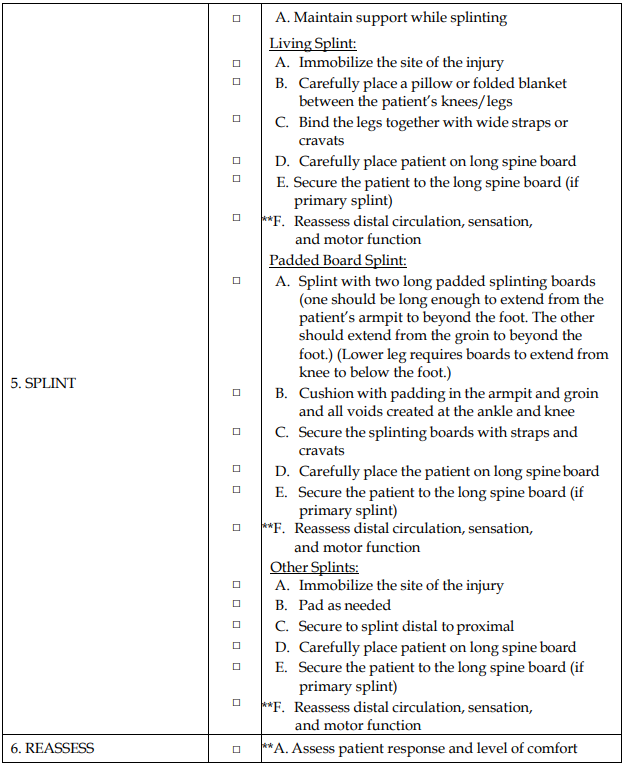 A. Maintain support while splinting
Living Splint:
A. Immobilize the site of the injury
B. Carefully place a pillow or folded blanket
between the patient's knees/legs
C. Bind the legs together with wide straps or
cravats
D. Carefully place patient on long spine board
E. Secure the patient to the long spine board (if
primary splint)
**F. Reassess distal circulation, sensation,
and motor function
Padded Board Splint:
A. Splint with two long padded splinting boards
(one should be long enough to extend from the
patient's armpit to beyond the foot. The other
should extend from the groin to beyond the
foot.) (Lower leg requires boards to extend from
knee to below the foot.)
5. SPLINT
B. Cushion with padding in the armpit and groin
and all voids created at the ankle and knee
C. Secure the splinting boards with straps and
cravats
D. Carefully place the patient on long spine board
E. Secure the patient to the long spine board (if
primary splint)
**F. Reassess distal circulation, sensation,
and motor function
Other Splints:
A. Immobilize the site of the injury
B. Pad as needed
C. Secure to splint distal to proximal
D. Carefully place patient on long spine board
E. Secure the patient to the long spine board (if
primary splint)
**F. Reassess distal circulation, sensation,
and motor function
6. REASSESS
**A. Assess patient response and level of comfort